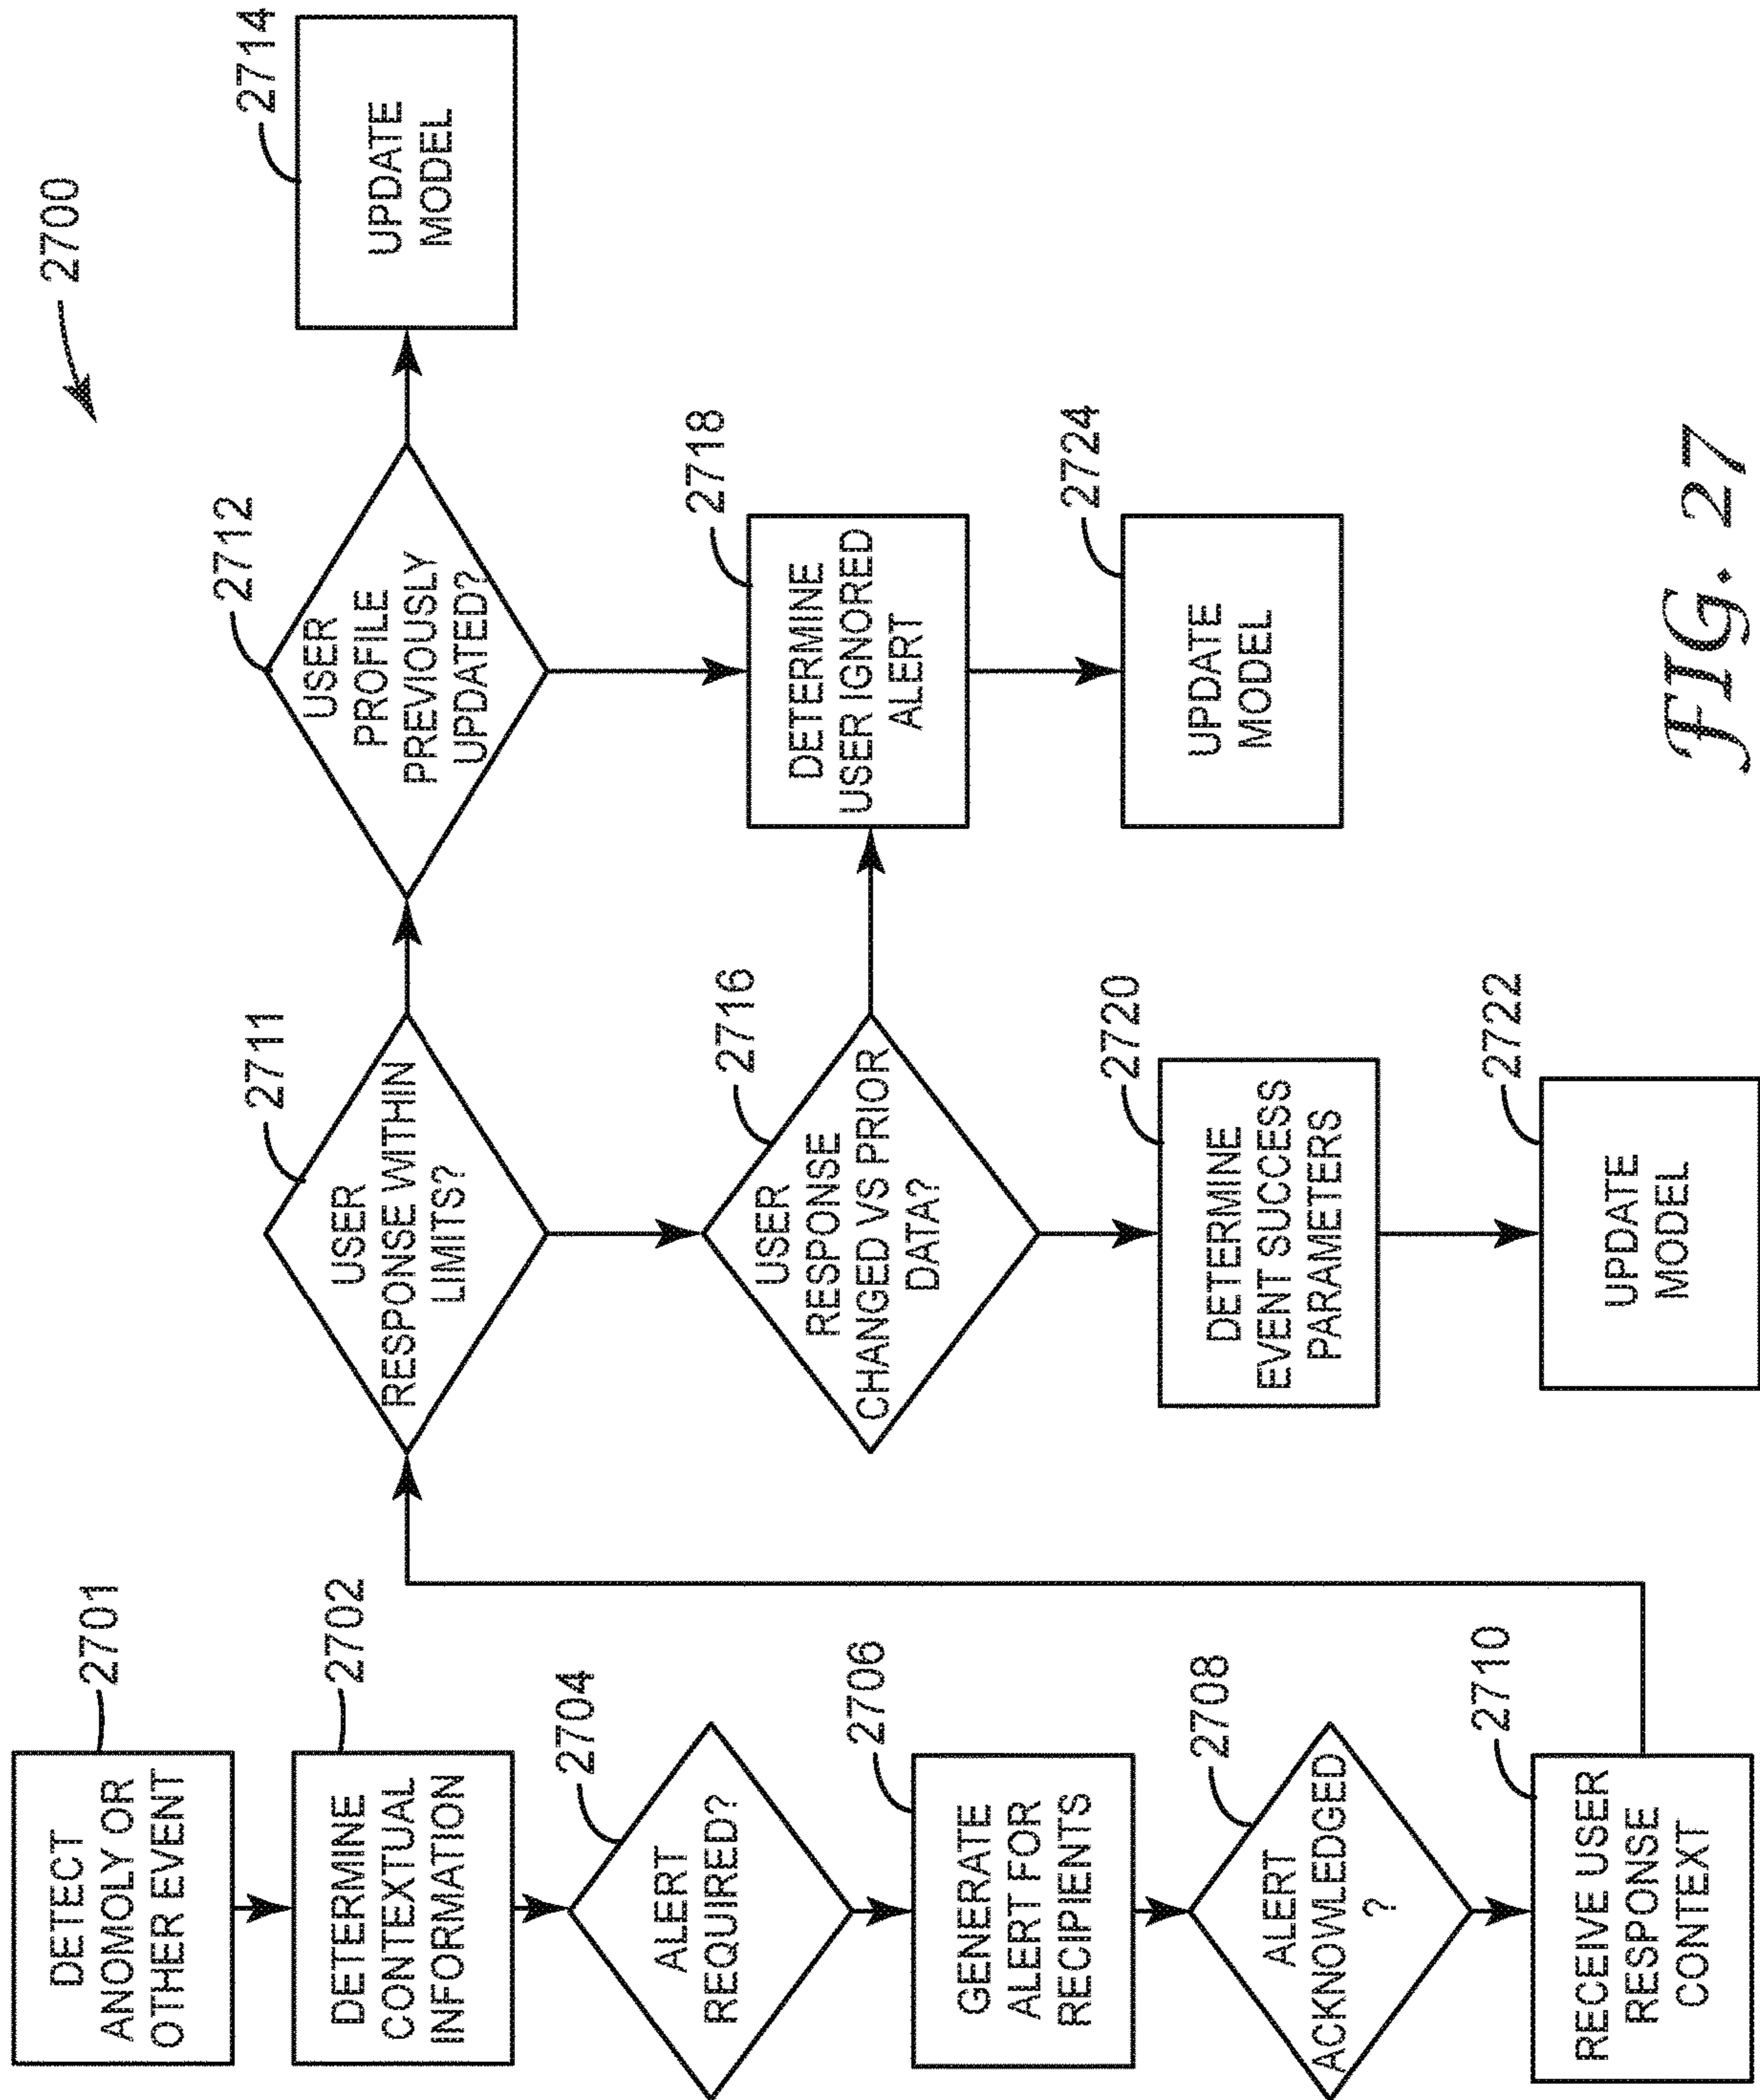 2700
2701
DETECT
ANOMOLY OR
OTHER EVENT
2702
DETERMINE
CONTEXTUAL
INFORMATION
2704
ALERT
REQUIRED?
2706
GENERATE
ALERT FOR
RECIPIENTS
2708
ALERT
ACKNOWLEDGED
?
2710
RECEIVE USER
RESPONSE
CONTEXT
2711
USER
RESPONSE WITHIN
LIMITS?
2712
USER
PROFILE
PREVIOUSLY
UPDATED?
2714
UPDATE
MODEL
2716
USER
RESPONSE
CHANGED VS PRIOR
DATA?
2718
DETERMINE
USER IGNORED
ALERT
2720
DETERMINE
EVENT SUCCESS
PARAMETERS
2724
UPDATE
MODEL
2722
UPDATE
MODEL
FIG. 27